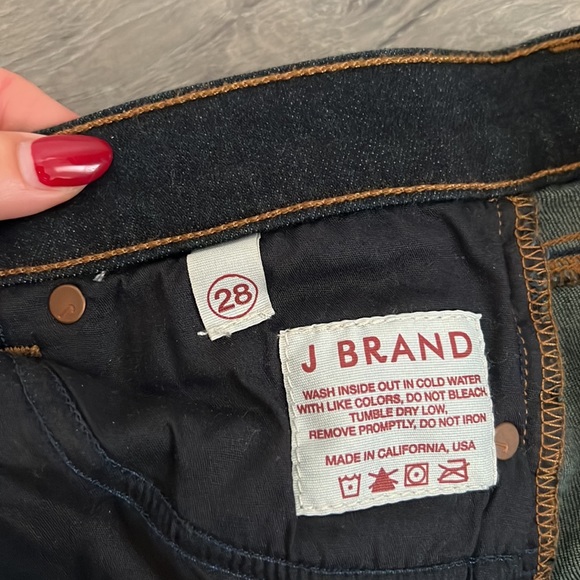 28
J BRAND
WASH INSIDE OUT IN COLD WATER
WITH LIKE COLORS, DO NOT BLEACH
TUMBLE DRY LOW,
REMOVE PROMPTLY, DO NOT IRON
MADE IN CALIFORNIA, USA